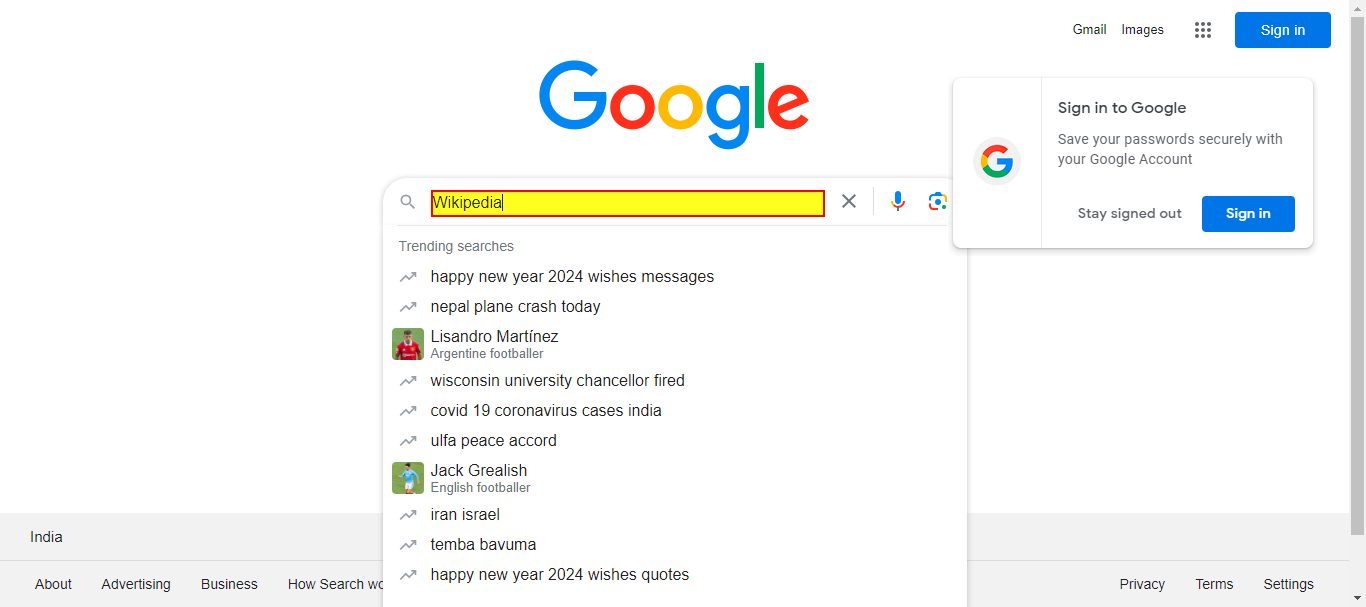 Gmail Images Sign in
Google
Sign in to Google
Save your passwords securely with
your Google Account
Stay signed out Sign in
Wikipedia
Trending searches
happy new year 2024 wishes messages
nepal plane crash today
Lisandro Martínez
Argentine footballer
wisconsin university chancellor fired
covid 19 coronavirus cases india
ulfa peace accord
Jack Grealish
English footballer
iran israel
temba bavuma
happy new year 2024 wishes quotes
India
About Advertising Business How Search Privacy Terms Settings